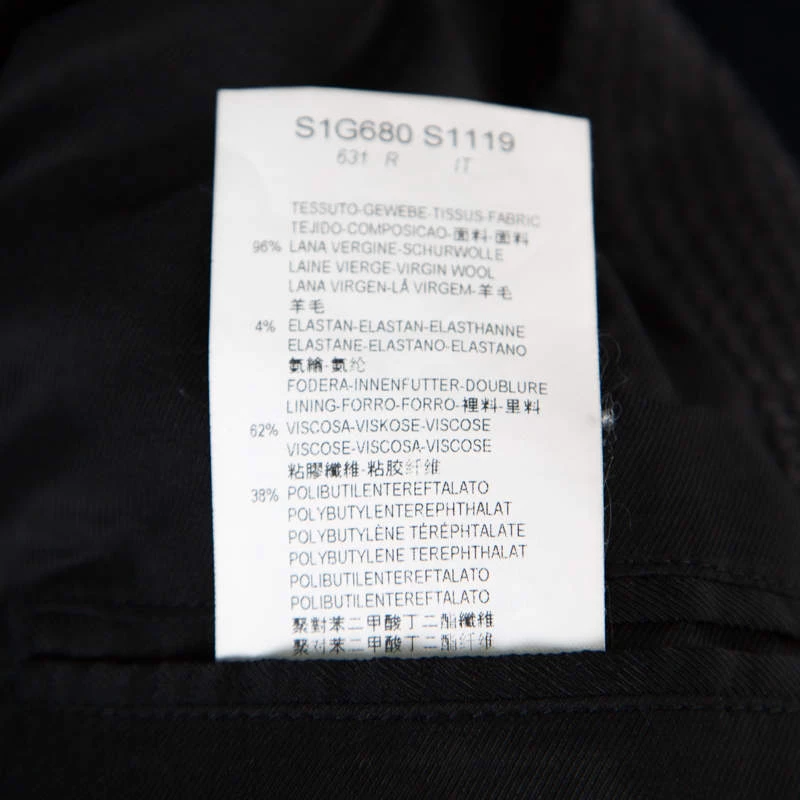 S1G680 S1119
631 R IT
TESSUTO-GEWEBE-TISSUS-FABRIC
TEJIDO-COMPOSICAO-面料-面料
96% LANA VERGINE-SCHURWOLLE
LAINE VIERGE-VIRGIN WOOL
LANA VIRGEN-LÂ VIRGEM-羊毛
羊毛
4% ELASTAN-ELASTAN-ELASTHANNE
ELASTANE-ELASTANO-ELASTANO
氨綸-氨纶
FODERA-INNENFUTTER-DOUBLURE
LINING-FORRO-FORRO-裡料-里料
62% VISCOSA-VISKOSE-VISCOSE
VISCOSE-VISCOSA-VISCOSE
粘膠纖維-粘胶纤维
38% POLIBUTILENTEREFTALATO
POLYBUTYLENTEREPHTHALAT
POLYBUTYLÈNE TÉRÉPHTALATE
POLYBUTYLENE TEREPHTHALAT
POLIBUTILENTEREFTALATO
POLIBUTILENTEREFTALATO
聚對苯二甲酸丁二酯纖維
聚对苯二甲酸丁二酯纤维